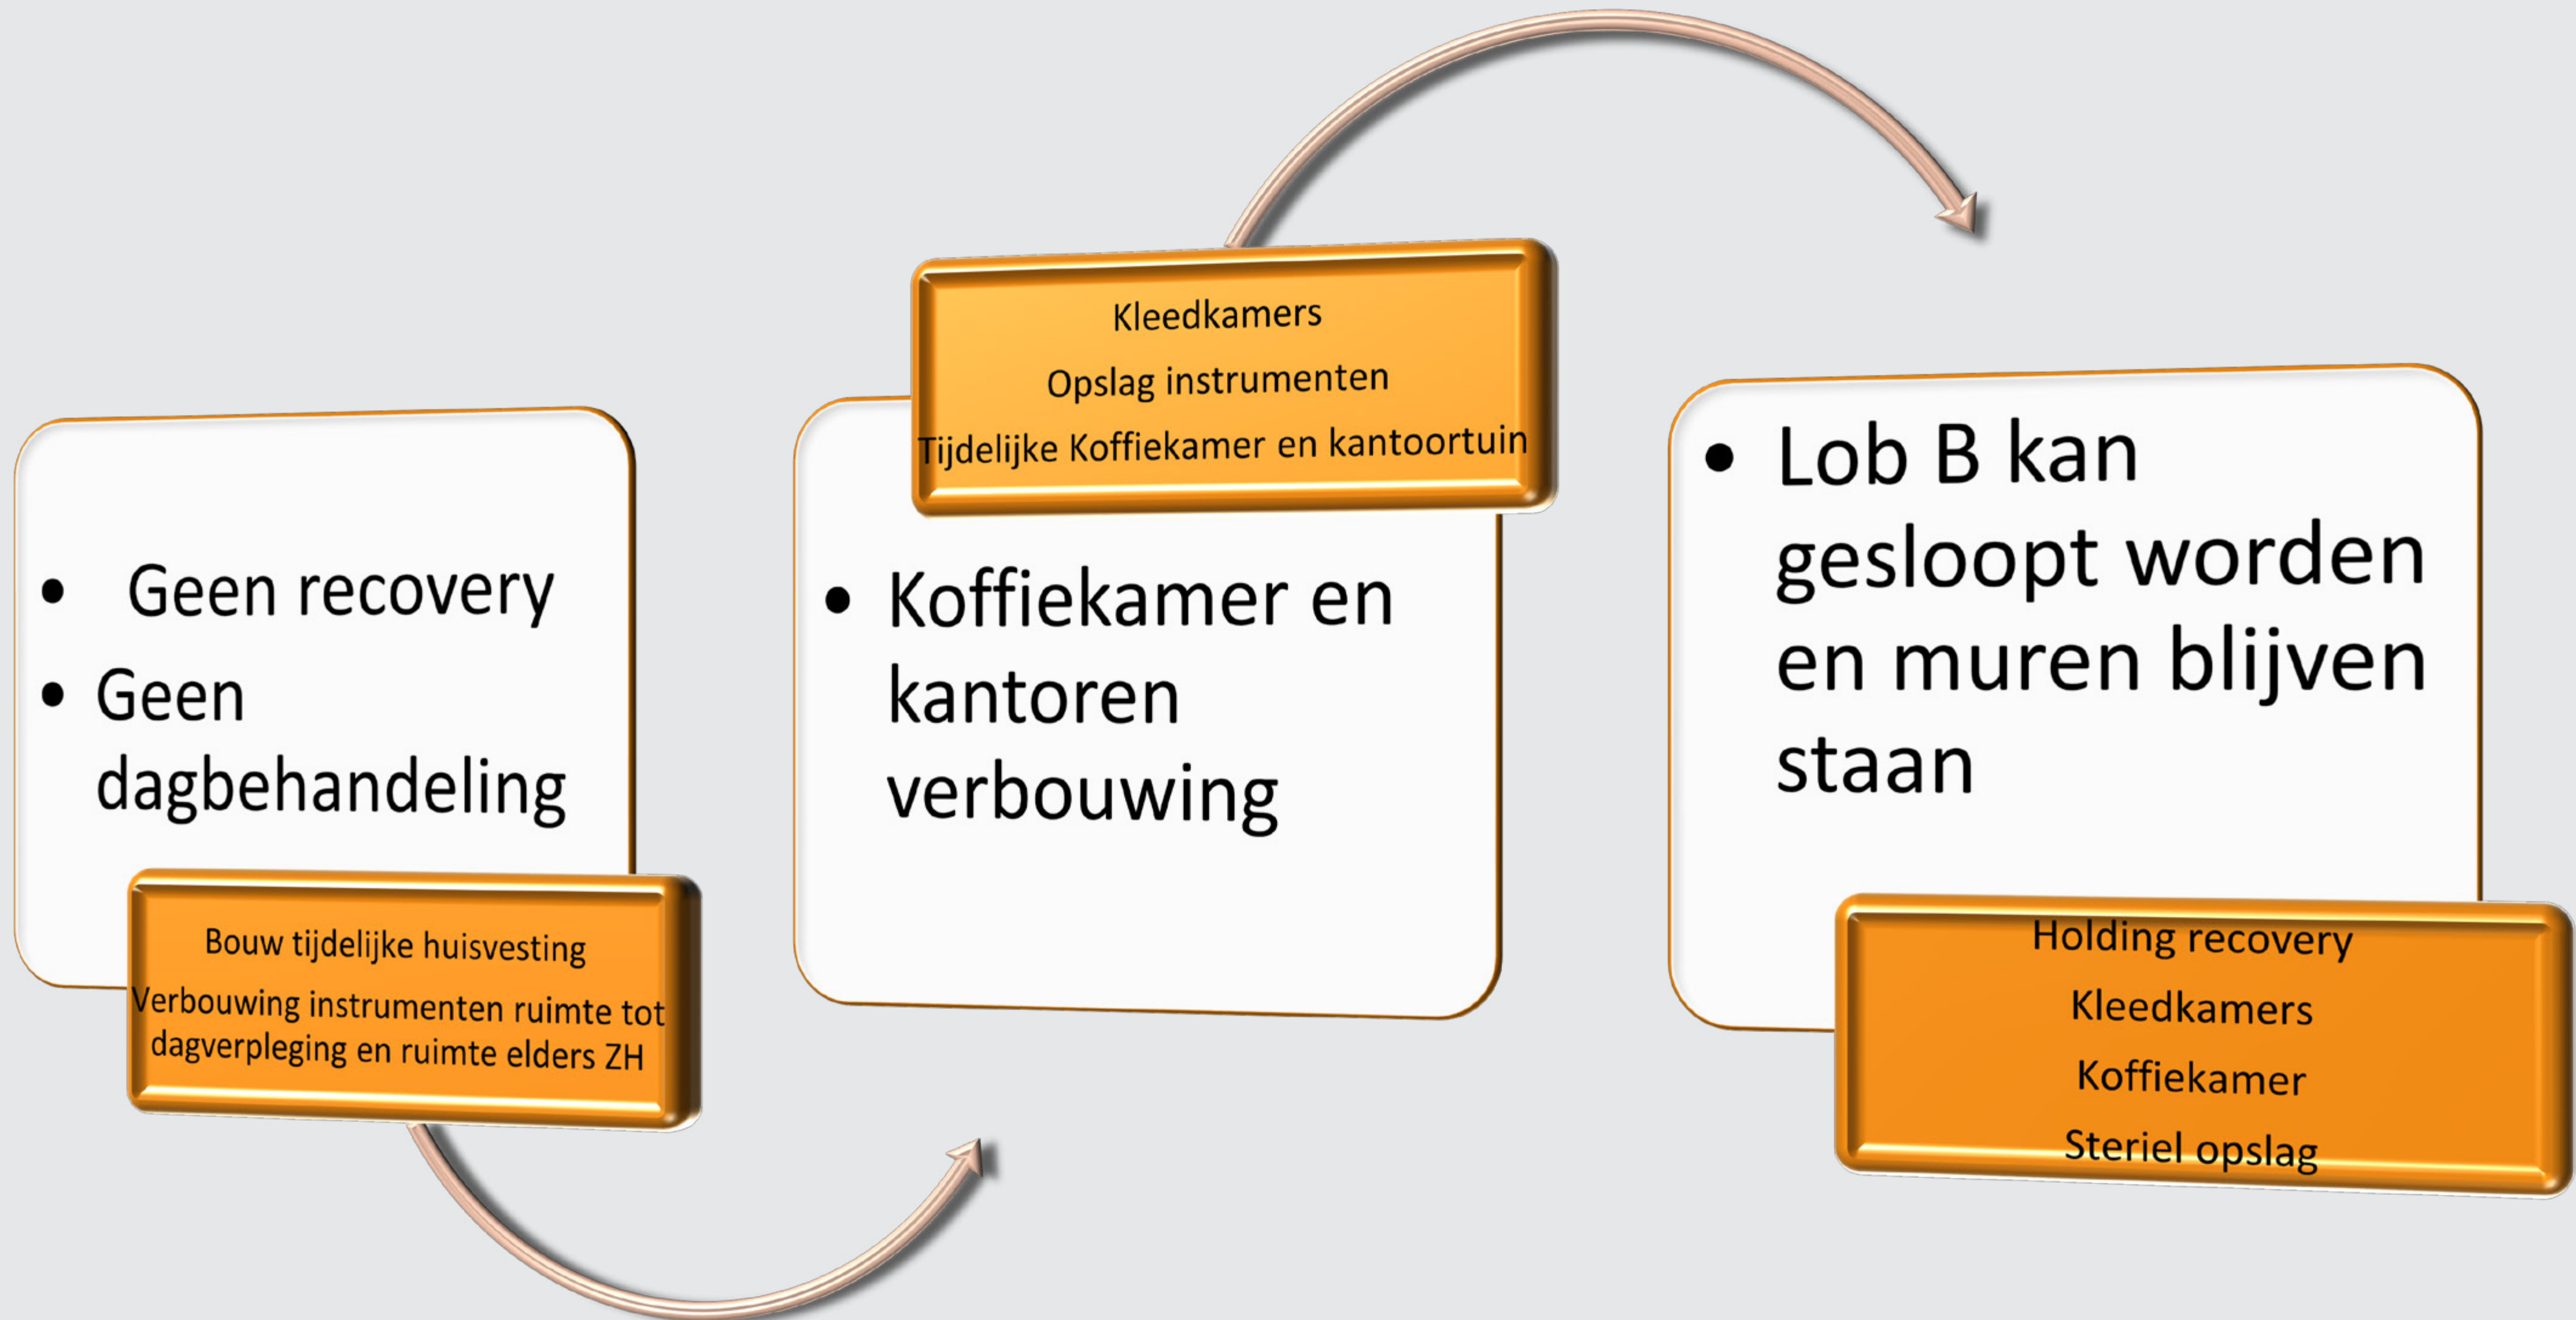 Geen recovery
Geen
dagbehandeling
Bouw tijdelijke huisvesting
Verbouwing instrumenten ruimte tot
dagverpleging en ruimte elders ZH
Kleedkamers
Opslag instrumenten
Tijdelijke Koffiekamer en kantoortuin
Koffiekamer en
kantoren
verbouwing
Lob B kan
gesloopt worden
en muren blijven
staan
Holding recovery
Kleedkamers
Koffiekamer
Steriel opslag